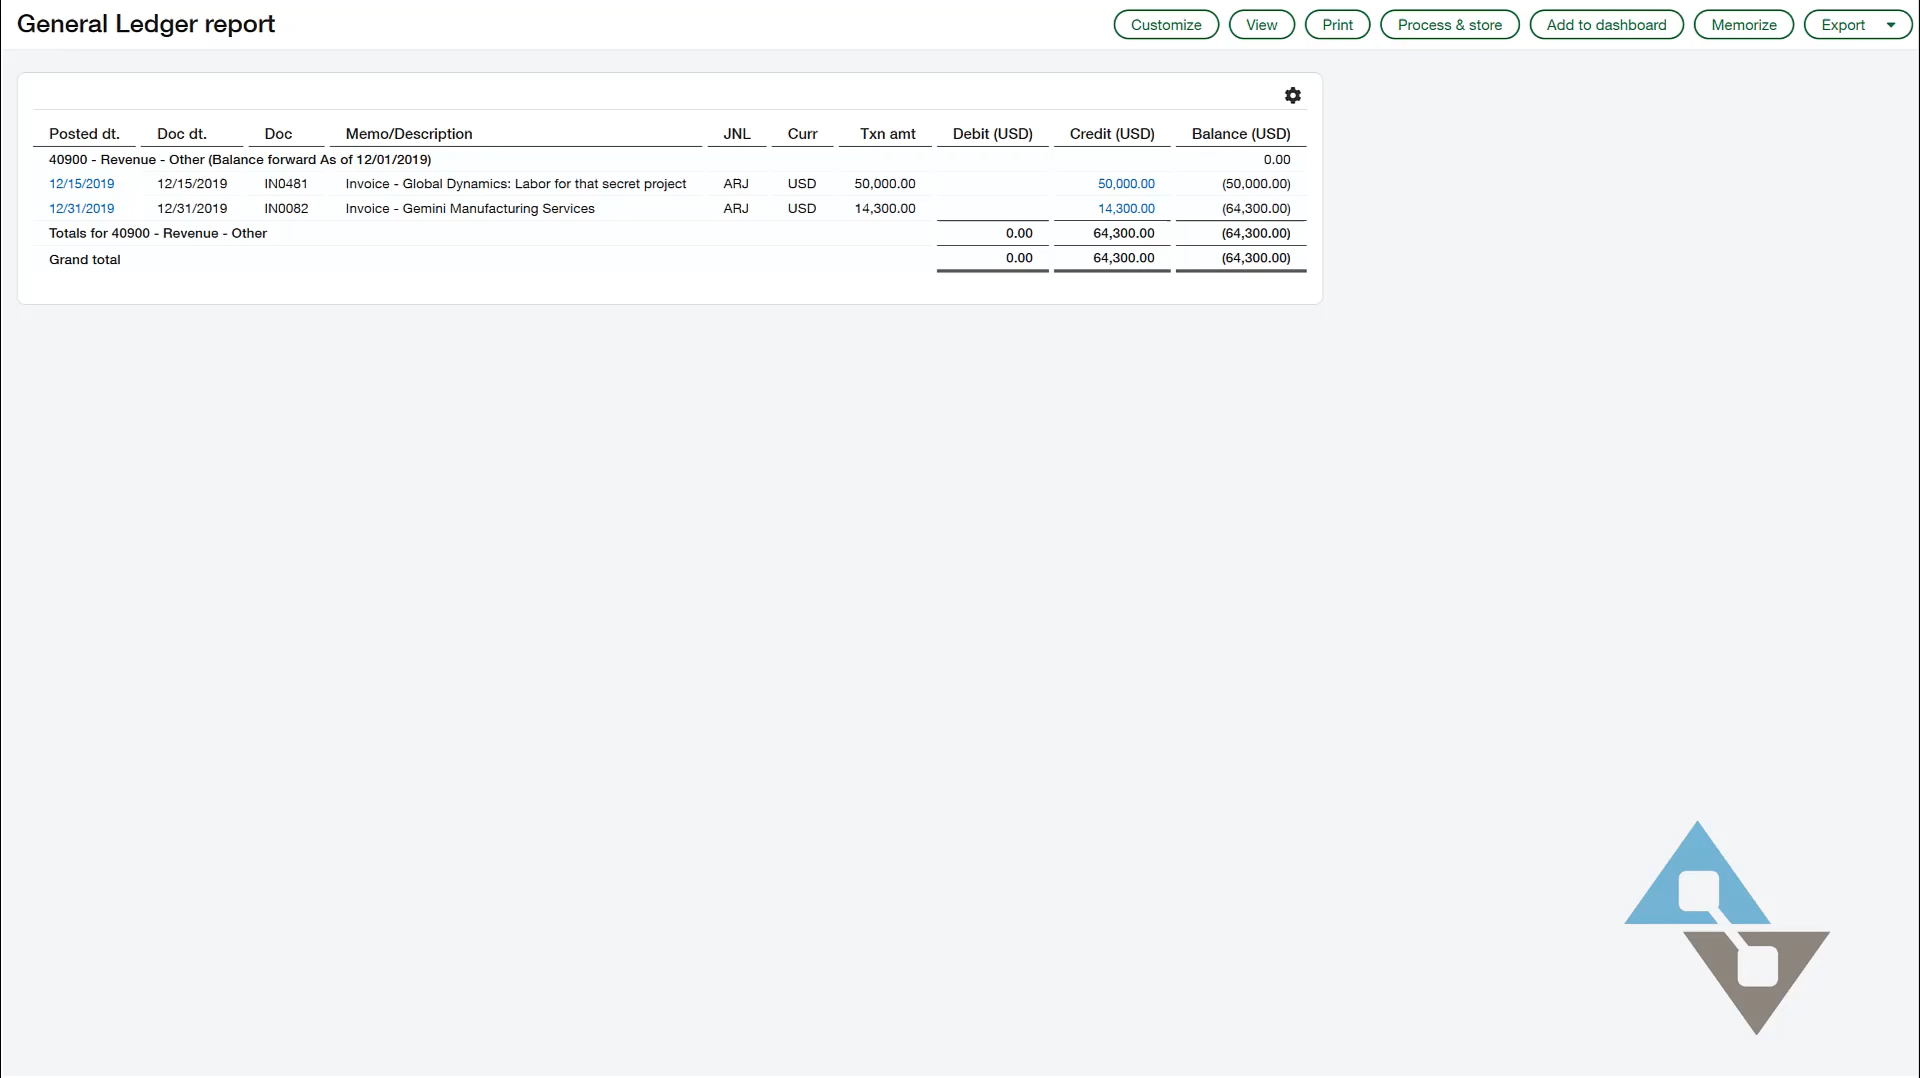 General Ledger report
Customize View Print Process & store Add to dashboard Memorize Export
Posted dt. Doc dt. Doc Memo/Description JNL Curr Txn amt Debit (USD) Credit (USD) Balance (USD)
40900 - Revenue - Other (Balance forward As of 12/01/2019) 0.00
12/15/2019 12/15/2019 IN0481 Invoice - Global Dynamics: Labor for that secret project ARJ USD 50,000.00 50,000.00 (50,000.00)
12/31/2019 12/31/2019 IN0082 Invoice - Gemini Manufacturing Services ARJ USD 14,300.00 14,300.00 (64,300.00)
Totals for 40900 - Revenue - Other 0.00 64,300.00 (64,300.00)
Grand total 0.00 64,300.00 (64,300.00)